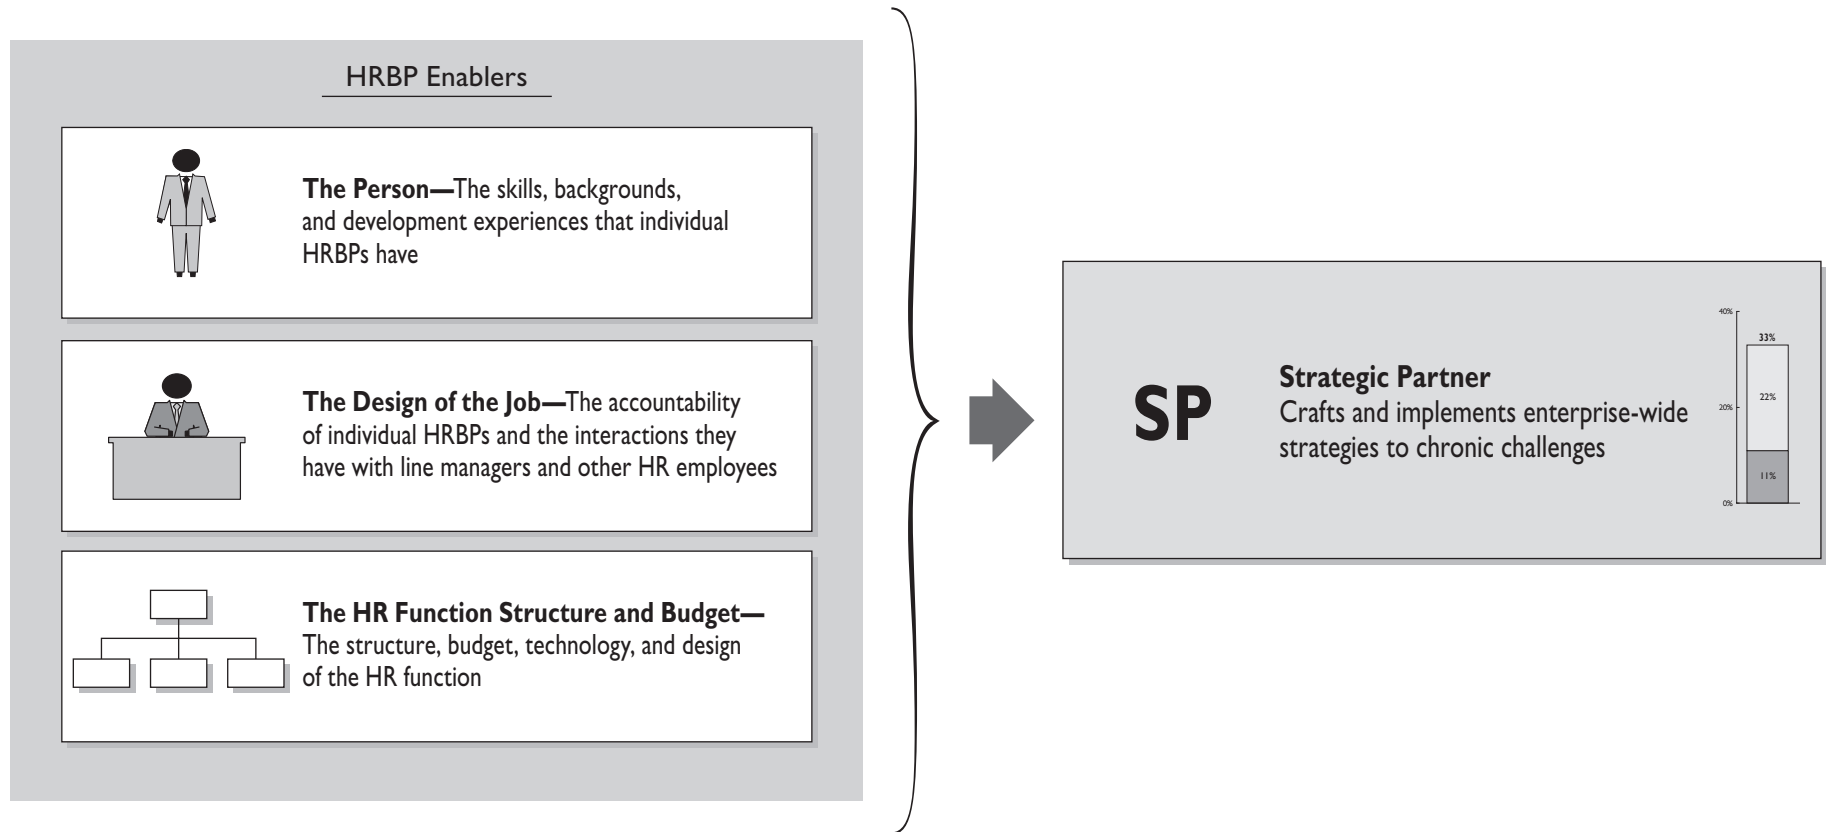 HRBP Enablers
The Person—The skills, backgrounds,
and development experiences that individual
HRBPs have
The Design of the Job—The accountability
of individual HRBPs and the interactions they
have with line managers and other HR employees
The HR Function Structure and Budget—
The structure, budget, technology, and design
of the HR function
SP
Strategic Partner
Crafts and implements enterprise-wide
strategies to chronic challenges
40%
33%
22%
20%
11%
0%